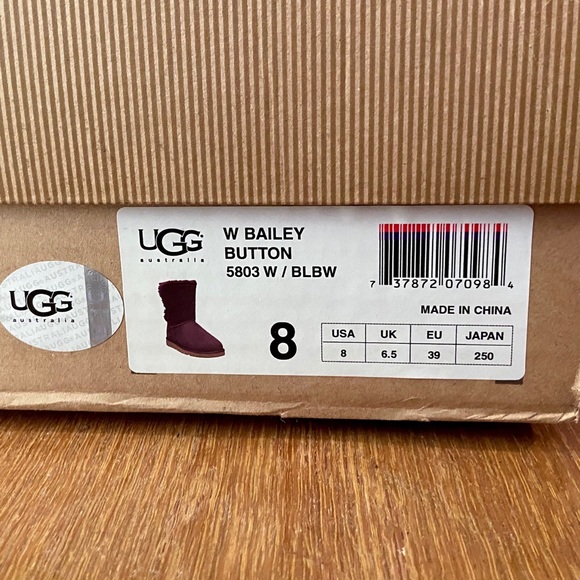 UGG
australia
W BAILEY
BUTTON
5803 W / BLBW
7 37872 07098 4
MADE IN CHINA
8
USA UK EU JAPAN
8 6.5 39 250
UGG
australia